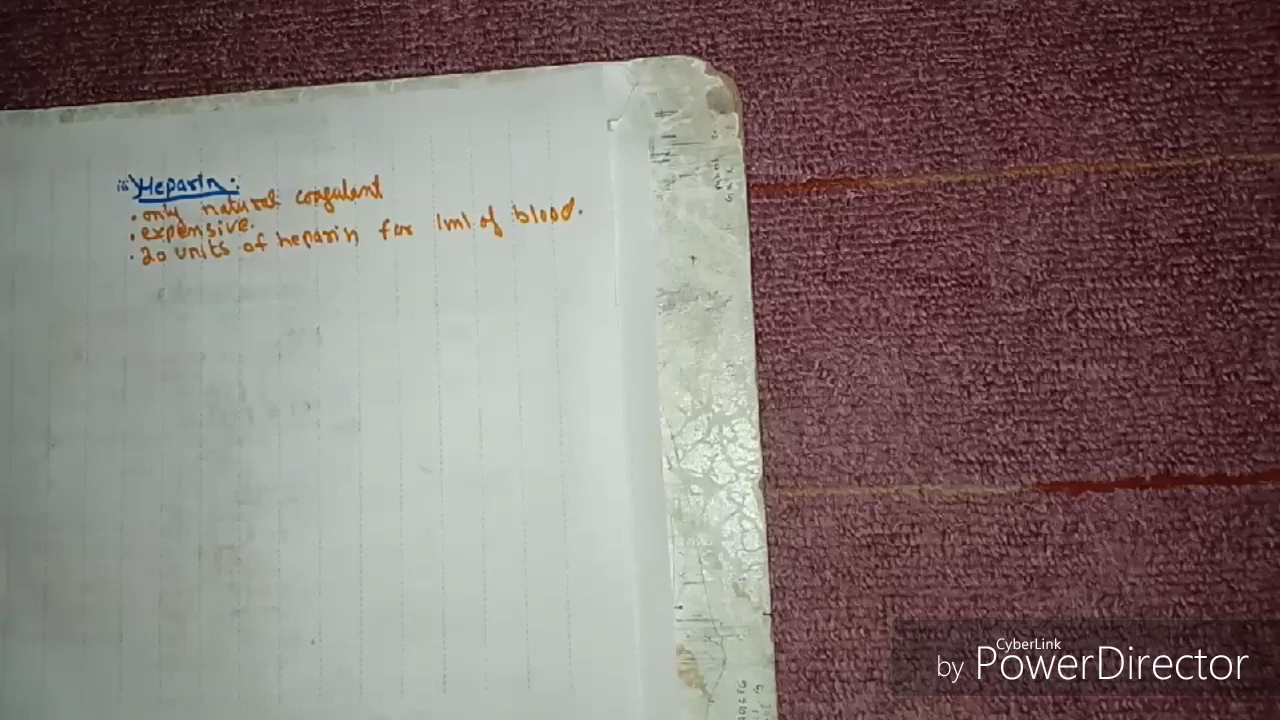 iii) Heparin:
• only natural coagulant
• expensive.
• 20 units of heparin for 1ml of blood.
CyberLink
by PowerDirector